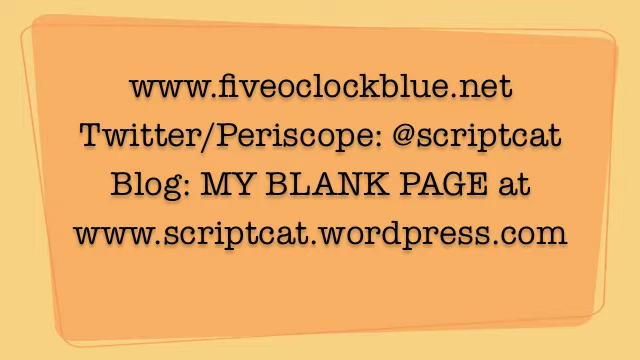 www.fiveoclockblue.net
Twitter/Periscope: @scriptcat
Blog: MY BLANK PAGE at
www.scriptcat.wordpress.com